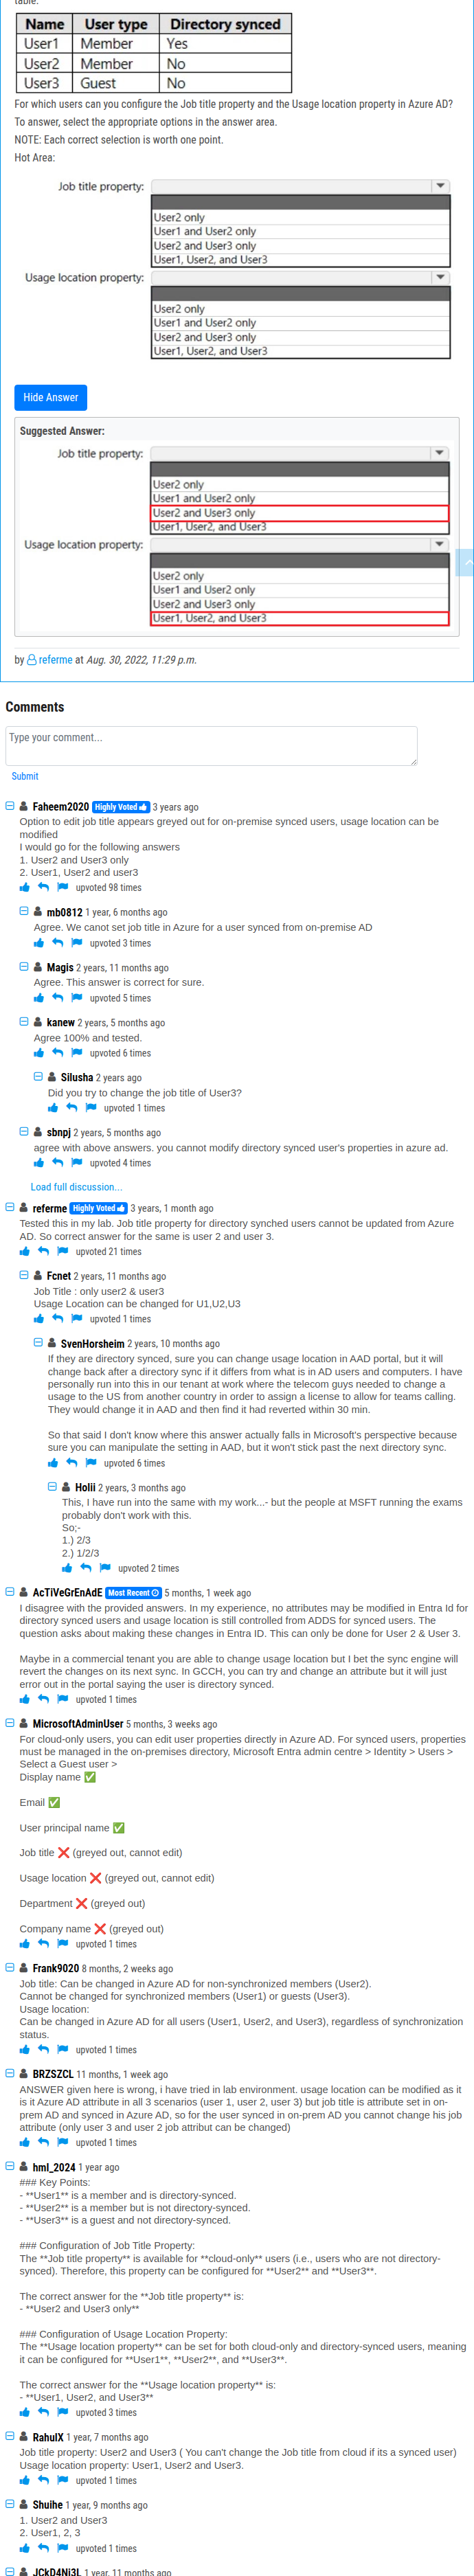 table.
Name User type Directory synced
User1 Member Yes
User2 Member No
User3 Guest No
For which users can you configure the Job title property and the Usage location property in Azure AD?
To answer, select the appropriate options in the answer area.
NOTE: Each correct selection is worth one point.
Hot Area:
Job title property:
User2 only
User1 and User2 only
User2 and User3 only
User1, User2, and User3
Usage location property:
User2 only
User1 and User2 only
User2 and User3 only
User1, User2, and User3
Hide Answer
Suggested Answer:
Job title property:
User2 only
User1 and User2 only
User2 and User3 only
User1, User2, and User3
Usage location property:
User2 only
User1 and User2 only
User2 and User3 only
User1, User2, and User3
by referme at Aug. 30, 2022, 11:29 p.m.
Comments
Type your comment...
Submit
Faheem2020 Highly Voted 3 years ago
Option to edit job title appears greyed out for on-premise synced users, usage location can be
modified
I would go for the following answers
1. User2 and User3 only
2. User1, User2 and user3
upvoted 98 times
mb0812 1 year, 6 months ago
Agree. We canot set job title in Azure for a user synced from on-premise AD
upvoted 3 times
Magis 2 years, 11 months ago
Agree. This answer is correct for sure.
upvoted 5 times
kanew 2 years, 5 months ago
Agree 100% and tested.
upvoted 6 times
Silusha 2 years ago
Did you try to change the job title of User3?
upvoted 1 times
sbnpj 2 years, 5 months ago
agree with above answers. you cannot modify directory synced user's properties in azure ad.
upvoted 4 times
Load full discussion...
referme Highly Voted 3 years, 1 month ago
Tested this in my lab. Job title property for directory synched users cannot be updated from Azure
AD. So correct answer for the same is user 2 and user 3.
upvoted 21 times
Fcnet 2 years, 11 months ago
Job Title : only user2 & user3
Usage Location can be changed for U1,U2,U3
upvoted 1 times
SvenHorsheim 2 years, 10 months ago
If they are directory synced, sure you can change usage location in AAD portal, but it will
change back after a directory sync if it differs from what is in AD users and computers. I have
personally run into this in our tenant at work where the telecom guys needed to change a
usage to the US from another country in order to assign a license to allow for teams calling.
They would change it in AAD and then find it had reverted within 30 min.
So that said I don't know where this answer actually falls in Microsoft's perspective because
sure you can manipulate the setting in AAD, but it won't stick past the next directory sync.
upvoted 6 times
Holii 2 years, 3 months ago
This, I have run into the same with my work...- but the people at MSFT running the exams
probably don't work with this.
So;-
1.) 2/3
2.) 1/2/3
upvoted 2 times
AcTiVeGrEnAdE Most Recent 5 months, 1 week ago
I disagree with the provided answers. In my experience, no attributes may be modified in Entra Id for
directory synced users and usage location is still controlled from ADDS for synced users. The
question asks about making these changes in Entra ID. This can only be done for User 2 & User 3.
Maybe in a commercial tenant you are able to change usage location but I bet the sync engine will
revert the changes on its next sync. In GCCH, you can try and change an attribute but it will just
error out in the portal saying the user is directory synced.
upvoted 1 times
MicrosoftAdminUser 5 months, 3 weeks ago
For cloud-only users, you can edit user properties directly in Azure AD. For synced users, properties
must be managed in the on-premises directory, Microsoft Entra admin centre > Identity > Users >
Select a Guest user >
Display name ✅
Email ✅
User principal name ✅
Job title ❌ (greyed out, cannot edit)
Usage location ❌ (greyed out, cannot edit)
Department ❌ (greyed out)
Company name ❌ (greyed out)
upvoted 1 times
Frank9020 8 months, 2 weeks ago
Job title: Can be changed in Azure AD for non-synchronized members (User2).
Cannot be changed for synchronized members (User1) or guests (User3).
Usage location:
Can be changed in Azure AD for all users (User1, User2, and User3), regardless of synchronization
status.
upvoted 1 times
BRZSZCL 11 months, 1 week ago
ANSWER given here is wrong, i have tried in lab environment. usage location can be modified as it
is it Azure AD attribute in all 3 scenarios (user 1, user 2, user 3) but job title is attribute set in on-
prem AD and synced in Azure AD, so for the user synced in on-prem AD you cannot change his job
attribute (only user 3 and user 2 job attribut can be changed)
upvoted 1 times
hml_2024 1 year ago
### Key Points:
- **User1** is a member and is directory-synced.
- **User2** is a member but is not directory-synced.
- **User3** is a guest and not directory-synced.
### Configuration of Job Title Property:
The **Job title property** is available for **cloud-only** users (i.e., users who are not directory-
synced). Therefore, this property can be configured for **User2** and **User3**.
The correct answer for the **Job title property** is:
- **User2 and User3 only**
### Configuration of Usage Location Property:
The **Usage location property** can be set for both cloud-only and directory-synced users, meaning
it can be configured for **User1**, **User2**, and **User3**.
The correct answer for the **Usage location property** is:
- **User1, User2, and User3**
upvoted 3 times
RahulX 1 year, 7 months ago
Job title property: User2 and User3 ( You can't change the Job title from cloud if its a synced user)
Usage location property: User1, User2 and User3.
upvoted 1 times
Shuihe 1 year, 9 months ago
1. User2 and User3
2. User1, 2, 3
upvoted 1 times
JCkD4Ni3L 1 year, 11 months ago